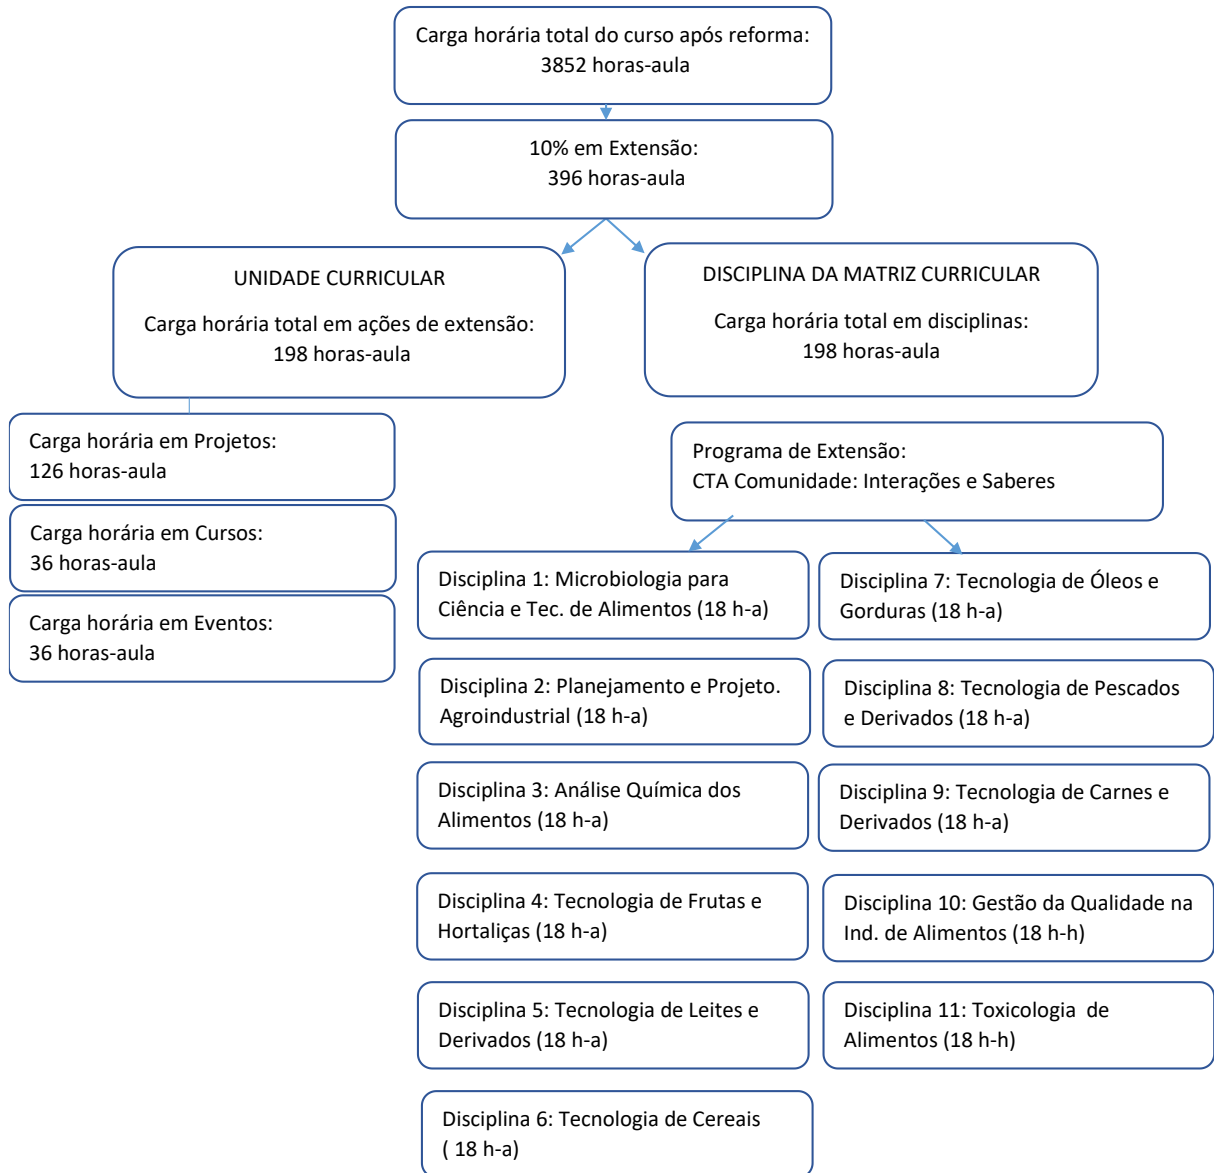 Carga horária total do curso após reforma:
3852 horas-aula
10% em Extensão:
396 horas-aula
UNIDADE CURRICULAR
Carga horária total em ações de extensão:
198 horas-aula
DISCIPLINA DA MATRIZ CURRICULAR
Carga horária total em disciplinas:
198 horas-aula
Carga horária em Projetos:
126 horas-aula
Carga horária em Cursos:
36 horas-aula
Carga horária em Eventos:
36 horas-aula
Programa de Extensão:
CTA Comunidade: Interações e Saberes
Disciplina 1: Microbiologia para
Ciência e Tec. de Alimentos (18 h-a)
Disciplina 2: Planejamento e Projeto.
Agroindustrial (18 h-a)
Disciplina 3: Análise Química dos
Alimentos (18 h-a)
Disciplina 4: Tecnologia de Frutas e
Hortaliças (18 h-a)
Disciplina 5: Tecnologia de Leites e
Derivados (18 h-a)
Disciplina 6: Tecnologia de Cereais
( 18 h-a)
Disciplina 7: Tecnologia de Óleos e
Gorduras (18 h-a)
Disciplina 8: Tecnologia de Pescados
e Derivados (18 h-a)
Disciplina 9: Tecnologia de Carnes e
Derivados (18 h-a)
Disciplina 10: Gestão da Qualidade na
Ind. de Alimentos (18 h-h)
Disciplina 11: Toxicologia  de
Alimentos (18 h-h)